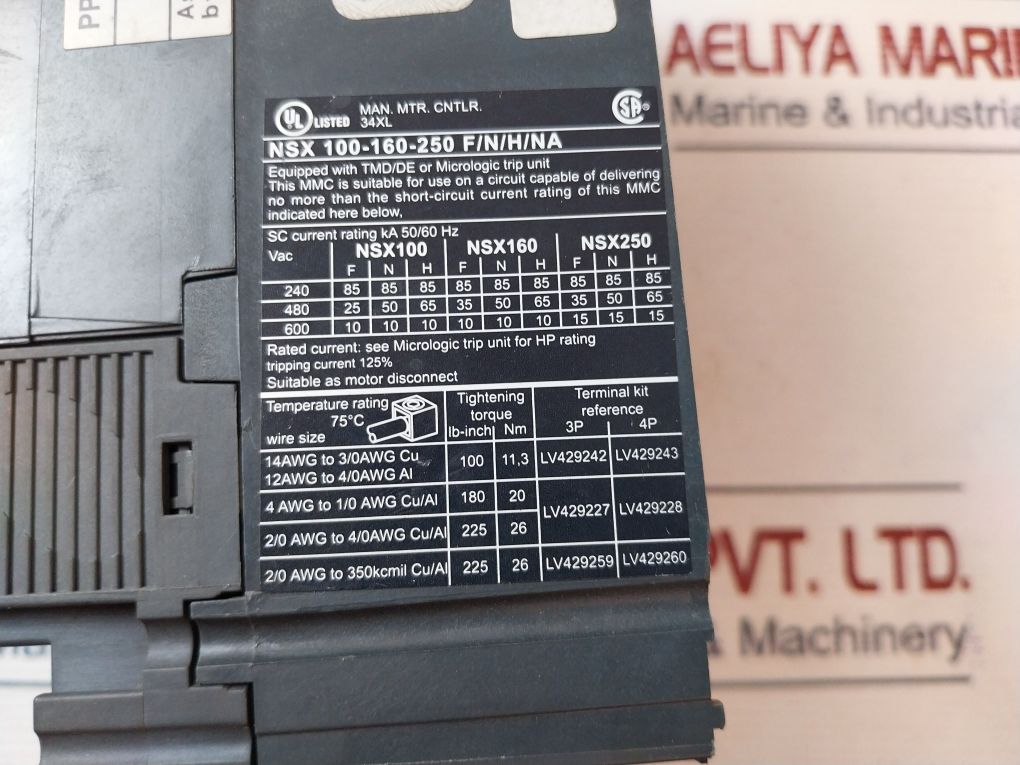 PP
As
b
AELIYA MARI
Marine & Industria
UL LISTED MAN. MTR. CNTLR.
34XL
SA®
NSX 100-160-250 F/N/H/NA
Equipped with TMD/DE or Micrologic trip unit
This MMC is suitable for use on a circuit capable of delivering
no more than the short-circuit current rating of this MMC
indicated here below,
SC current rating kA 50/60 Hz
Vac NSX100 NSX160 NSX250
F N H F N H F N H
240 85 85 85 85 85 85 85 85 85
480 25 50 65 35 50 65 35 50 65
600 10 10 10 10 10 10 15 15 15
Rated current: see Micrologic trip unit for HP rating
tripping current 125%
Suitable as motor disconnect
Temperature rating Tightening Terminal kit
75°C torque reference
wire size lb-inch Nm 3P 4P
14AWG to 3/0AWG Cu 100 11,3 LV429242 LV429243
12AWG to 4/0AWG Al
4 AWG to 1/0 AWG Cu/Al 180 20 LV429227 LV429228
2/0 AWG to 4/0AWG Cu/Al 225 26
2/0 AWG to 350kcmil Cu/Al 225 26 LV429259 LV429260
PVT. LTD.
Machinery